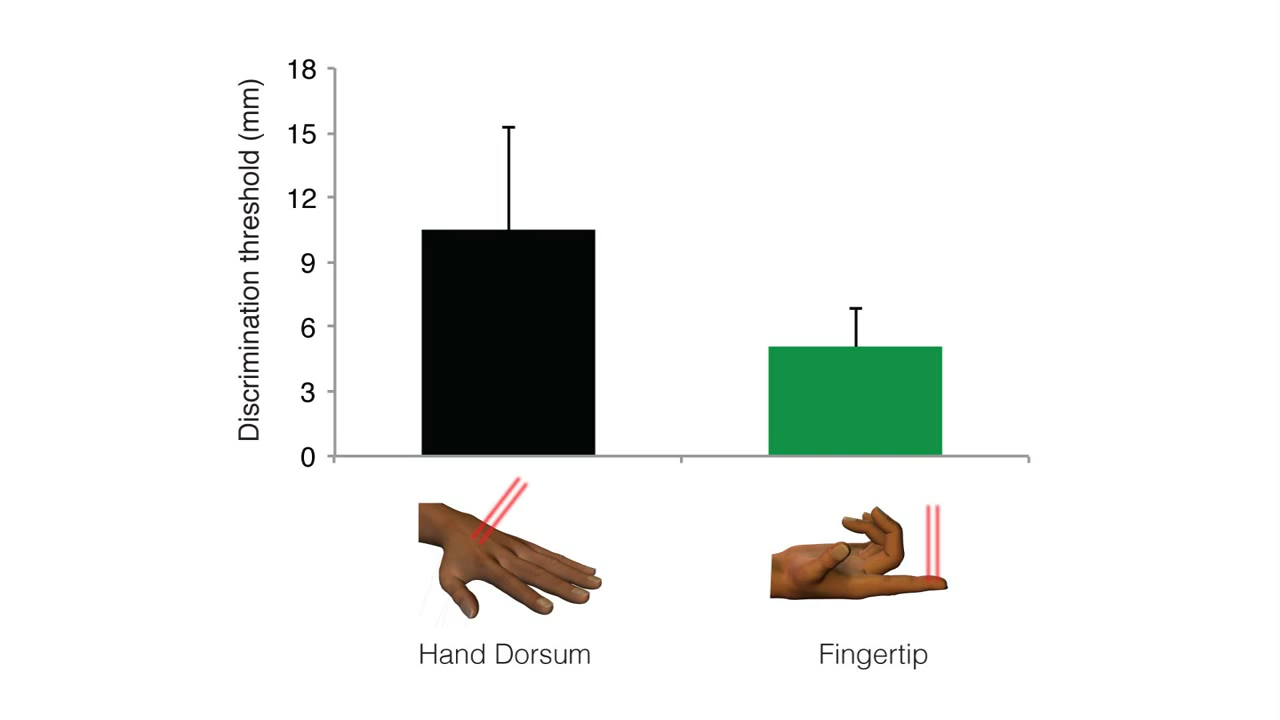 Discrimination threshold (mm)
18
15
12
9
6
3
0
Hand Dorsum
Fingertip